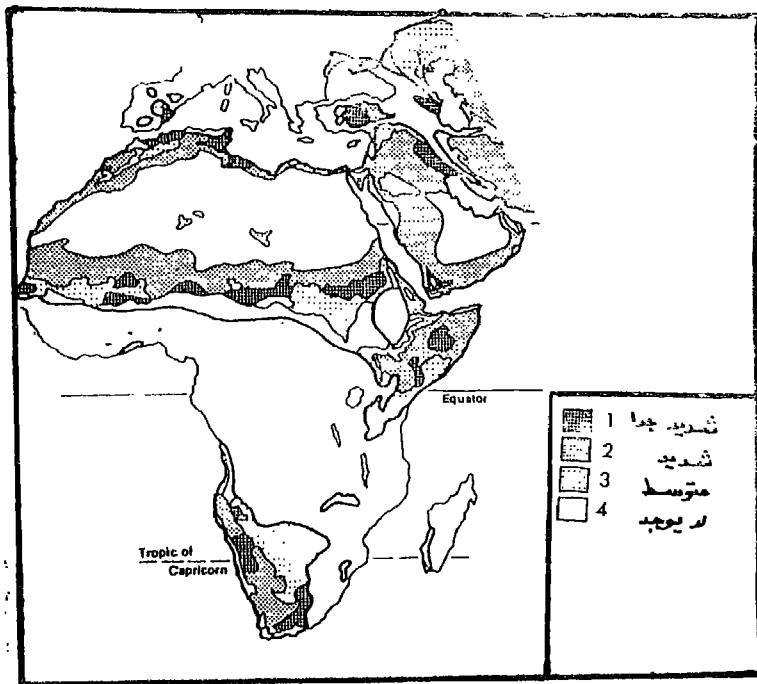 Equator
Tropic of
Capricorn
1 شديد جدا
2 شديد
3 متوسط
4 لا يوجد